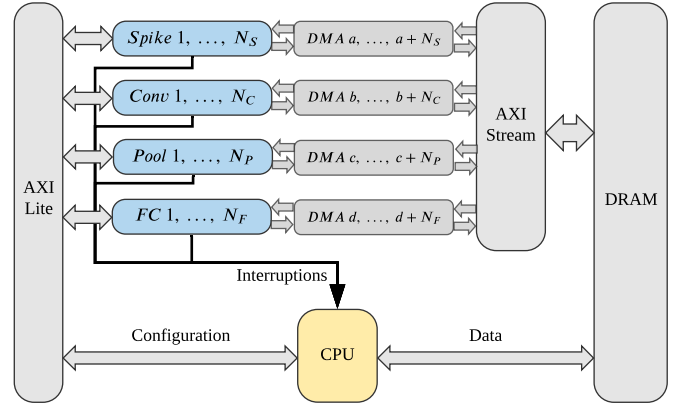 Spike 1, ..., N_S
DMA a, ..., a + N_S
Conv 1, ..., N_C
DMA b, ..., b + N_C
AXI
Stream
Pool 1, ..., N_P
DMA c, ..., c + N_P
AXI
Lite
DRAM
FC 1, ..., N_F
DMA d, ..., d + N_F
Interruptions
Configuration
CPU
Data